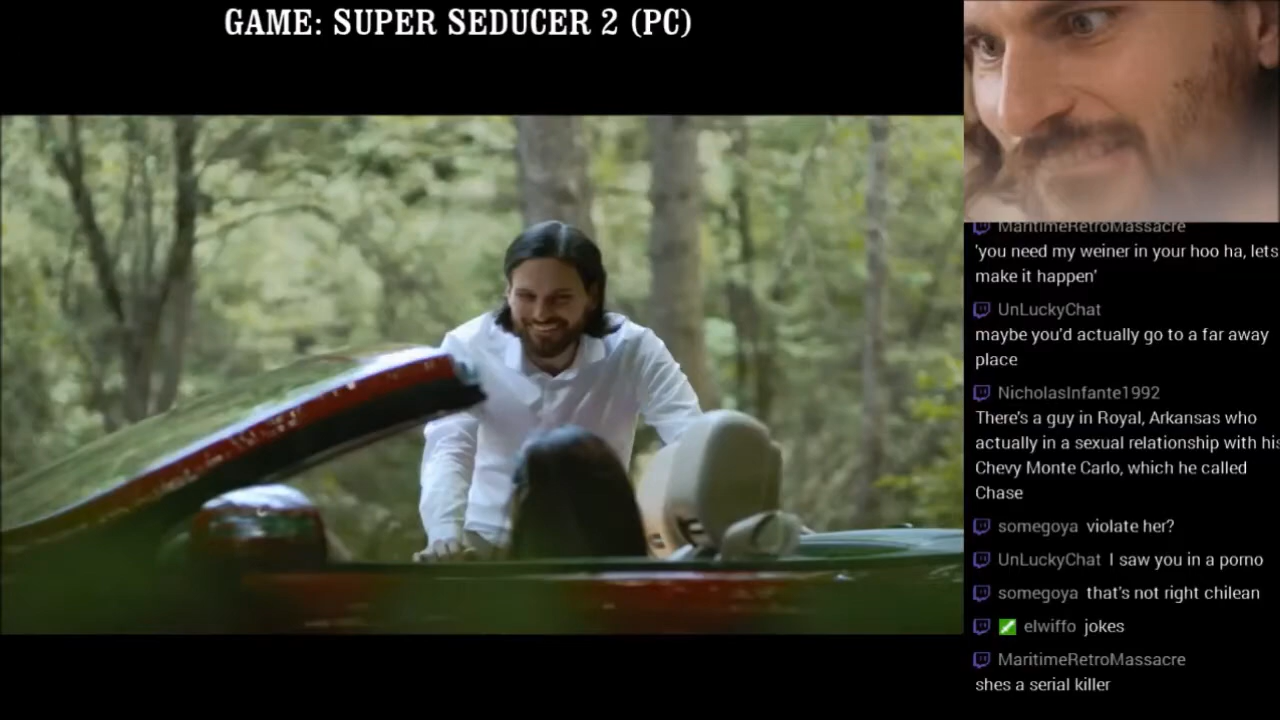 GAME: SUPER SEDUCER 2 (PC)
MaritimeRetroMassacre
'you need my weiner in your hoo ha, lets
make it happen'
UnLuckyChat
maybe you'd actually go to a far away
place
NicholasInfante1992
There's a guy in Royal, Arkansas who
actually in a sexual relationship with his
Chevy Monte Carlo, which he called
Chase
somegoya violate her?
UnLuckyChat I saw you in a porno
somegoya that's not right chilean
elwiffo jokes
MaritimeRetroMassacre
shes a serial killer